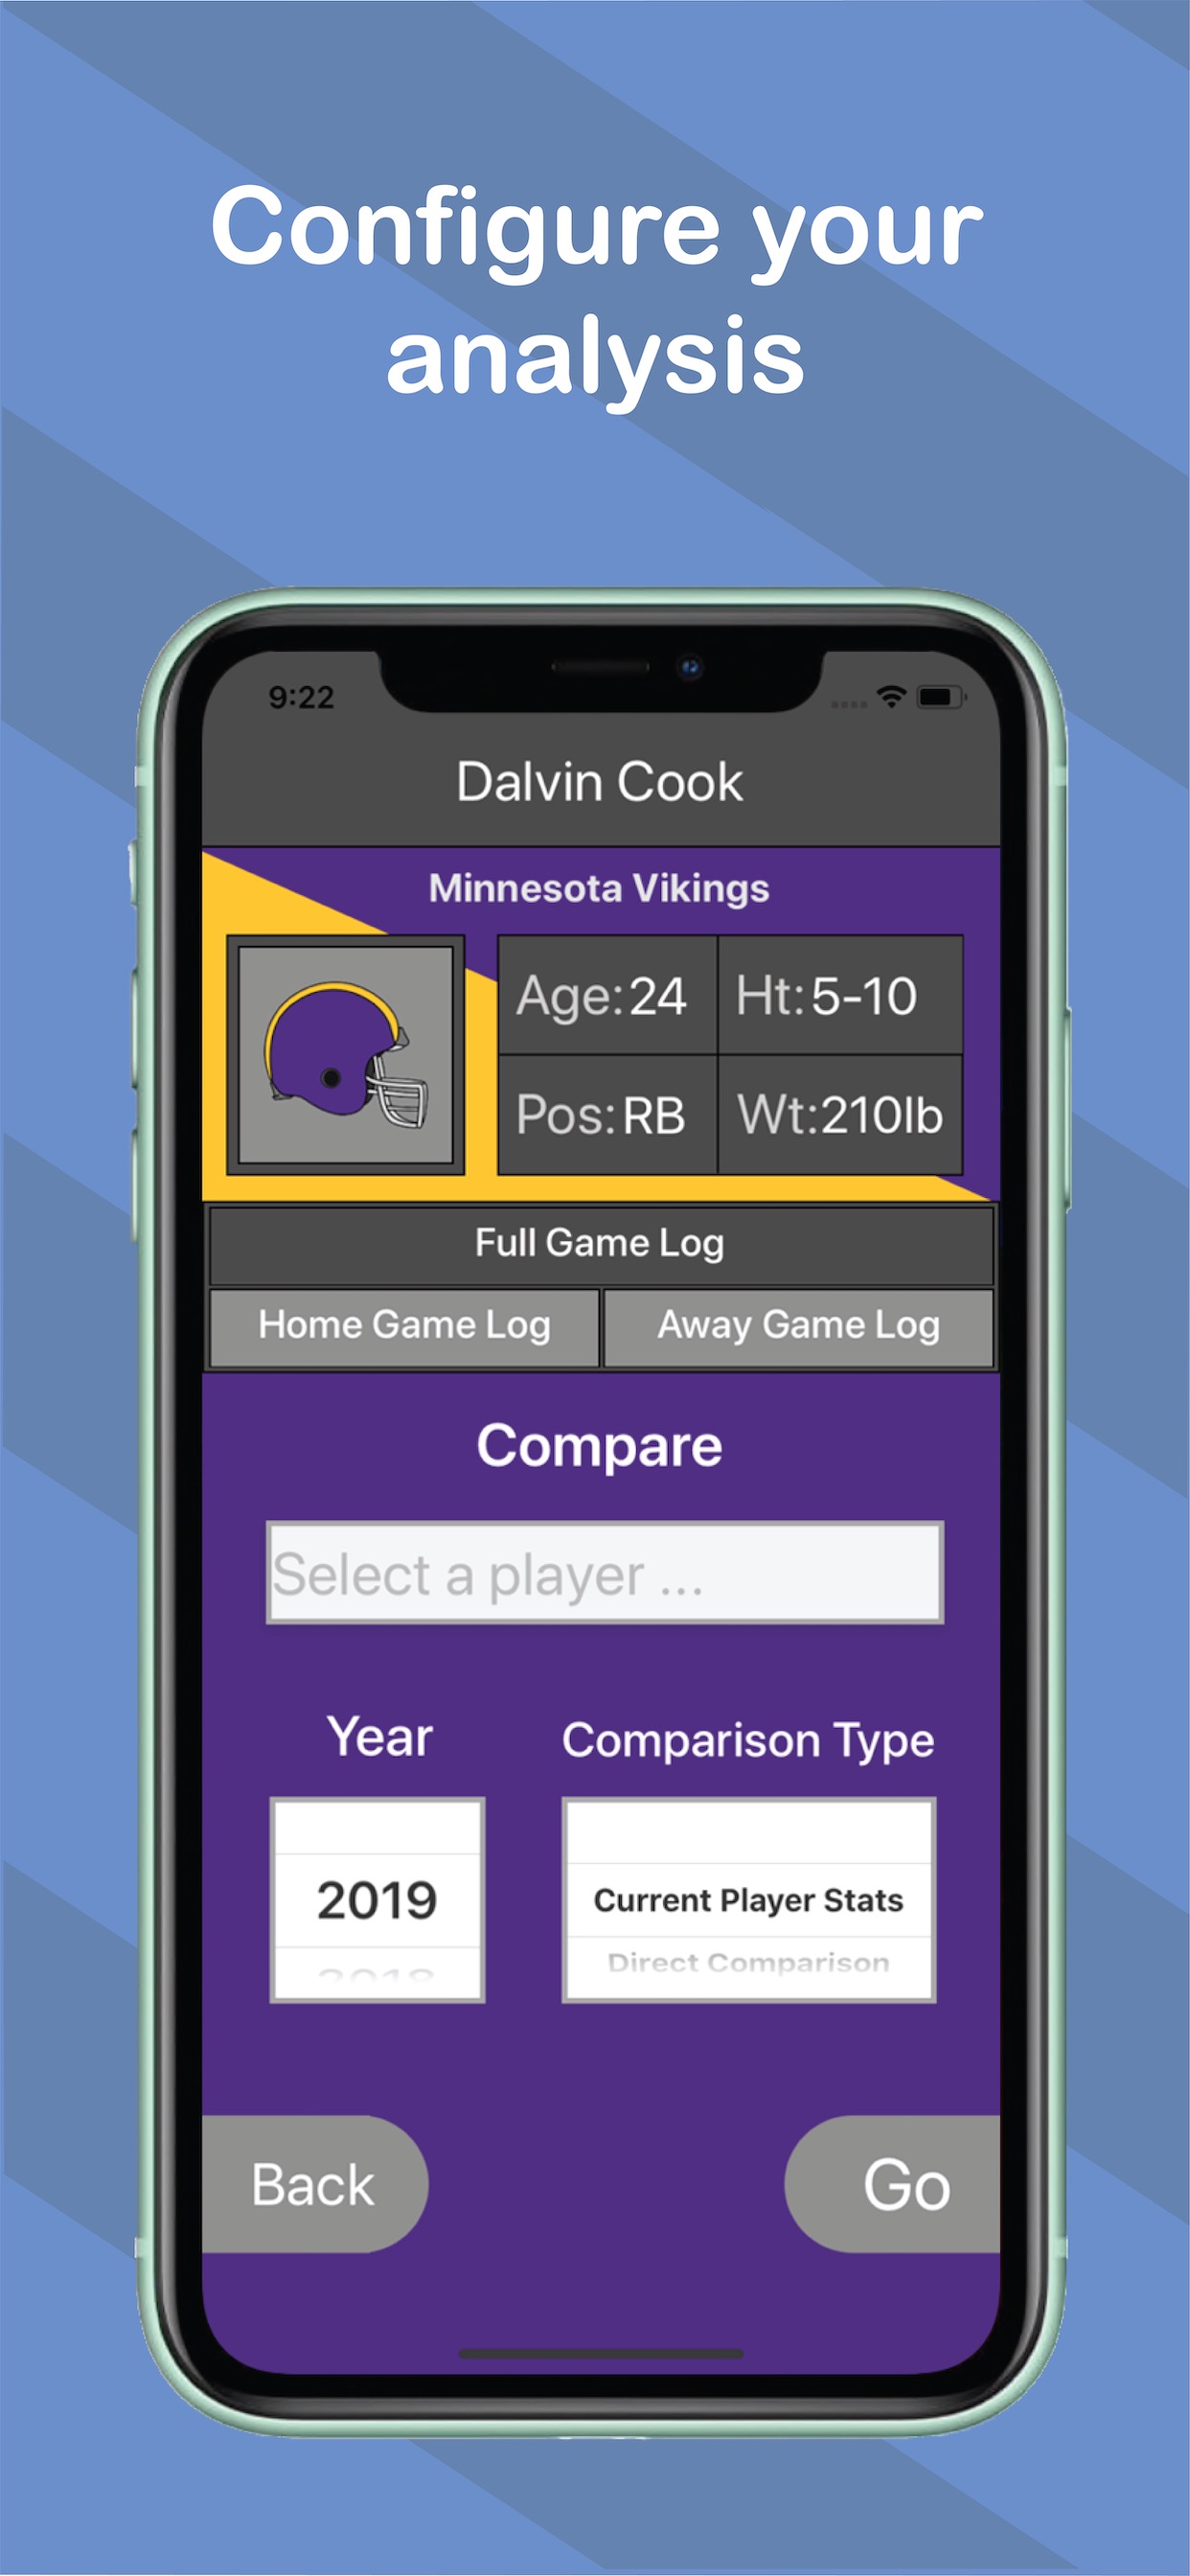 Configure your
analysis
9:22
Dalvin Cook
Minnesota Vikings
Age: 24 Ht: 5-10
Pos: RB Wt: 210lb
Full Game Log
Home Game Log Away Game Log
Compare
Select a player ...
Year Comparison Type
2019 Current Player Stats
2018 Direct Comparison
Back Go